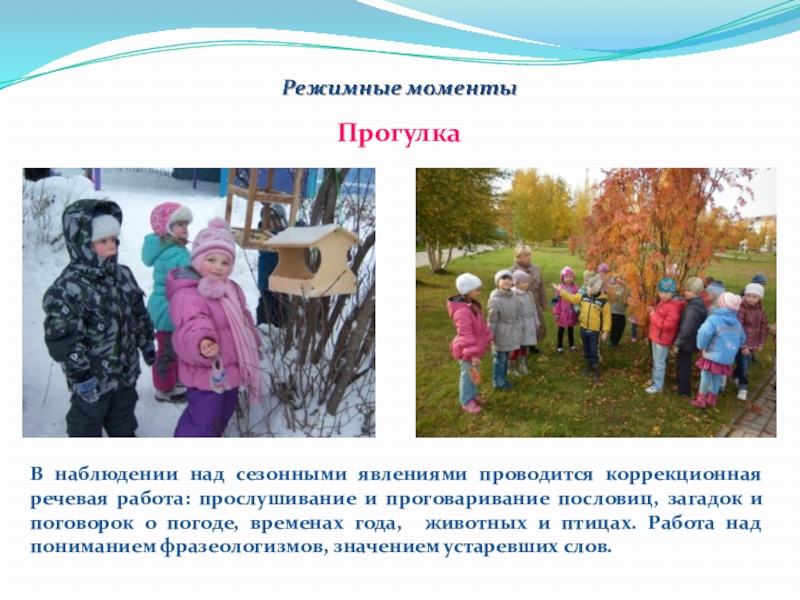 Режимные моменты
Прогулка
В наблюдении над сезонными явлениями проводится коррекционная
речевая работа: прослушивание и проговаривание пословиц, загадок и
поговорок о погоде, временах года, животных и птицах. Работа над
пониманием фразеологизмов, значением устаревших слов.